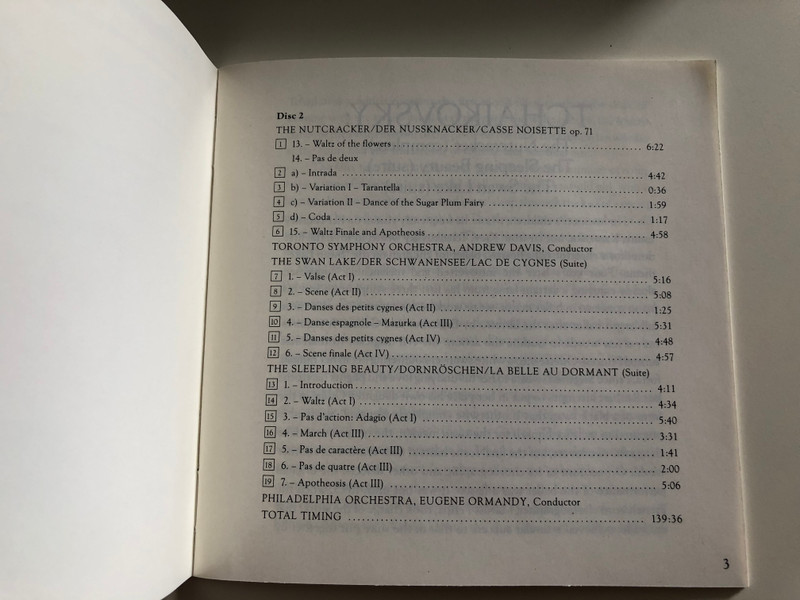 Disc 2
THE NUTCRACKER/DER NUSSKNACKER/CASSE NOISETTE op. 71
1 13. – Waltz of the flowers 6:22
14. – Pas de deux
2 a) – Intrada 4:42
3 b) – Variation I – Tarantella 0:36
4 c) – Variation II – Dance of the Sugar Plum Fairy 1:59
5 d) – Coda 1:17
6 15. – Waltz Finale and Apotheosis 4:58
TORONTO SYMPHONY ORCHESTRA, ANDREW DAVIS, Conductor
THE SWAN LAKE/DER SCHWANENSEE/LAC DE CYGNES (Suite)
7 1. – Valse (Act I) 5:16
8 2. – Scene (Act II) 5:08
9 3. – Danses des petits cygnes (Act II) 1:25
10 4. – Danse espagnole – Mazurka (Act III) 5:31
11 5. – Danses des petits cygnes (Act IV) 4:48
12 6. – Scene finale (Act IV) 4:57
THE SLEEPLING BEAUTY/DORNRÖSCHEN/LA BELLE AU DORMANT (Suite)
13 1. – Introduction 4:11
14 2. – Waltz (Act I) 4:34
15 3. – Pas d'action: Adagio (Act I) 5:40
16 4. – March (Act III) 3:31
17 5. – Pas de caractère (Act III) 1:41
18 6. – Pas de quatre (Act III) 2:00
19 7. – Apotheosis (Act III) 5:06
PHILADELPHIA ORCHESTRA, EUGENE ORMANDY, Conductor
TOTAL TIMING 139:36
3